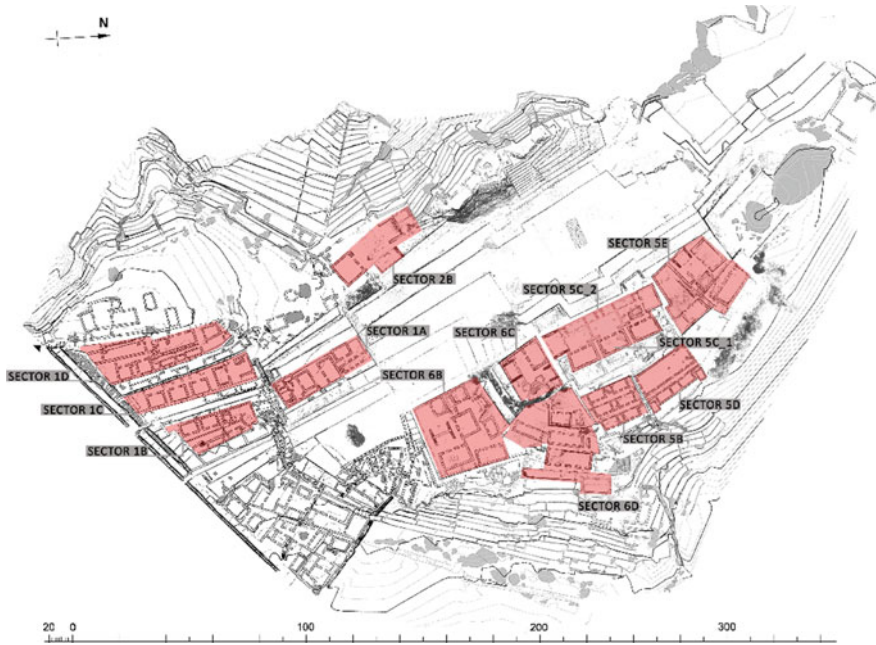 N
SECTOR 5E
SECTOR 2B
SECTOR 5C_2
SECTOR 1A
SECTOR 6C
SECTOR 5C_1
SECTOR 6B
SECTOR 1D
SECTOR 5D
SECTOR 1C
SECTOR 5B
SECTOR 1B
SECTOR 6D
20 0 100 200 300